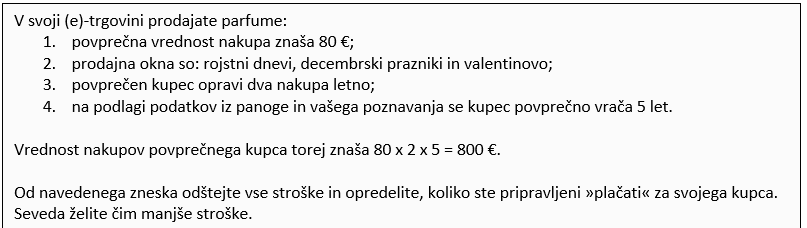 V svoji (e)-trgovini prodajate parfume:
1. povprečna vrednost nakupa znaša 80 €;
2. prodajna okna so: rojstni dnevi, decembrski prazniki in valentinovo;
3. povprečen kupec opravi dva nakupa letno;
4. na podlagi podatkov iz panoge in vašega poznavanja se kupec povprečno vrača 5 let.
Vrednost nakupov povprečnega kupca torej znaša 80 x 2 x 5 = 800 €.
Od navedenega zneska odštejte vse stroške in opredelite, koliko ste pripravljeni »plačati« za svojega kupca.
Seveda želite čim manjše stroške.